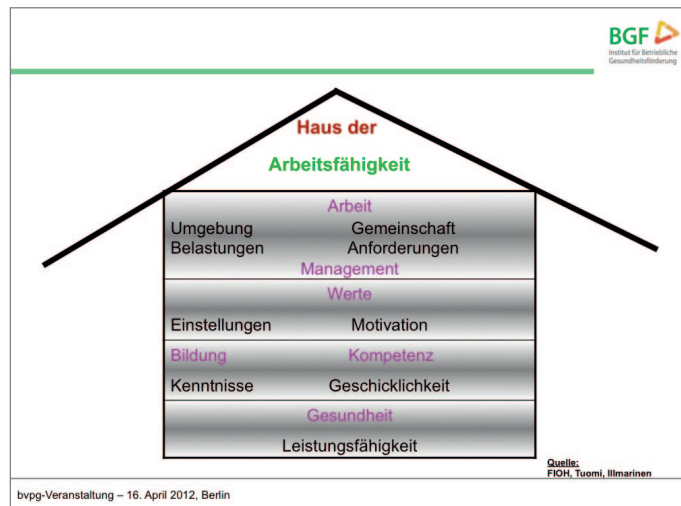 BGF
Institut für Betriebliche
Gesundheitsförderung
Haus der
Arbeitsfähigkeit
Arbeit
Umgebung Gemeinschaft
Belastungen Anforderungen
Management
Werte
Einstellungen Motivation
Bildung Kompetenz
Kenntnisse Geschicklichkeit
Gesundheit
Leistungsfähigkeit
Quelle:
FIOH, Tuomi, Illmarinen
bvpg-Veranstaltung – 16. April 2012, Berlin